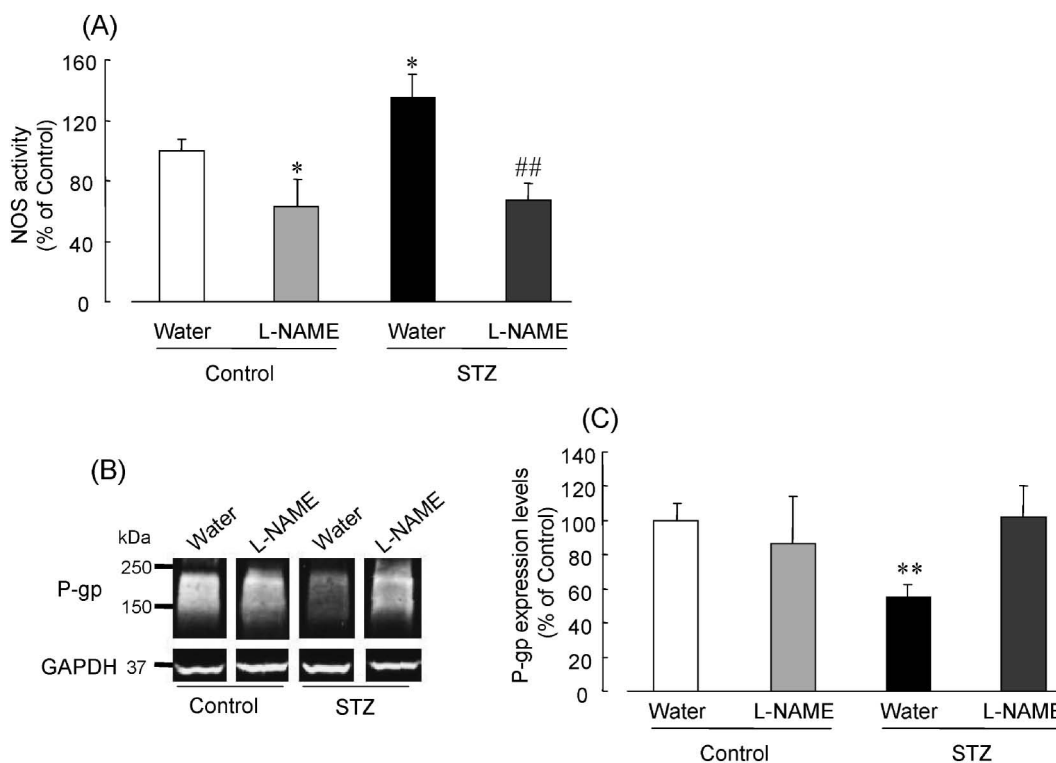 (A)
160
120
80
40
0
NOS activity
(% of Control)
*
*
*
##
Water L-NAME Water L-NAME
Control STZ
(B)
Water L-NAME Water L-NAME
kDa
250
P-gp
150
GAPDH 37
Control STZ
(C)
140
120
100
80
60
40
20
0
P-gp expression levels
(% of Control)
**
Water L-NAME Water L-NAME
Control STZ